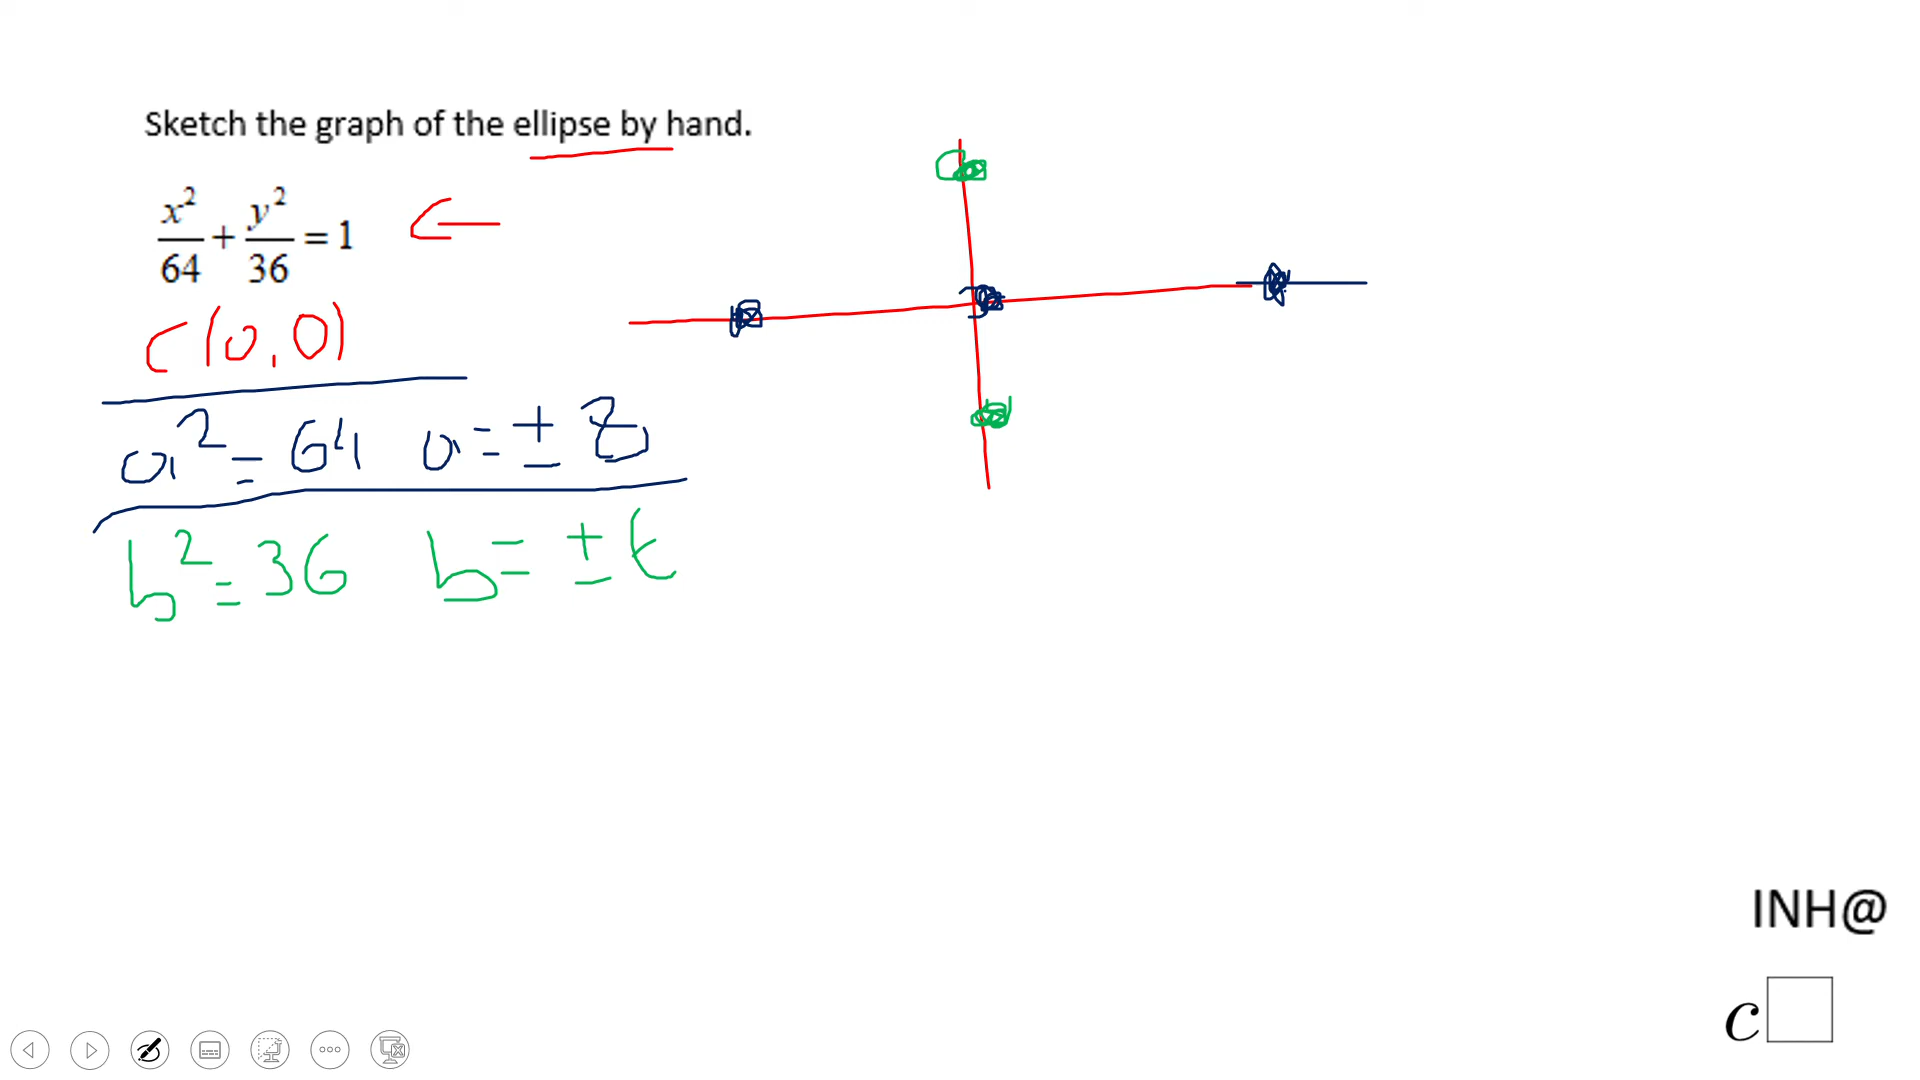 Sketch the graph of the ellipse by hand.
x²/64 + y²/36 = 1
C(0,0)
a² = 64 a = ± 8
b² = 36 b = ±
INH@
c